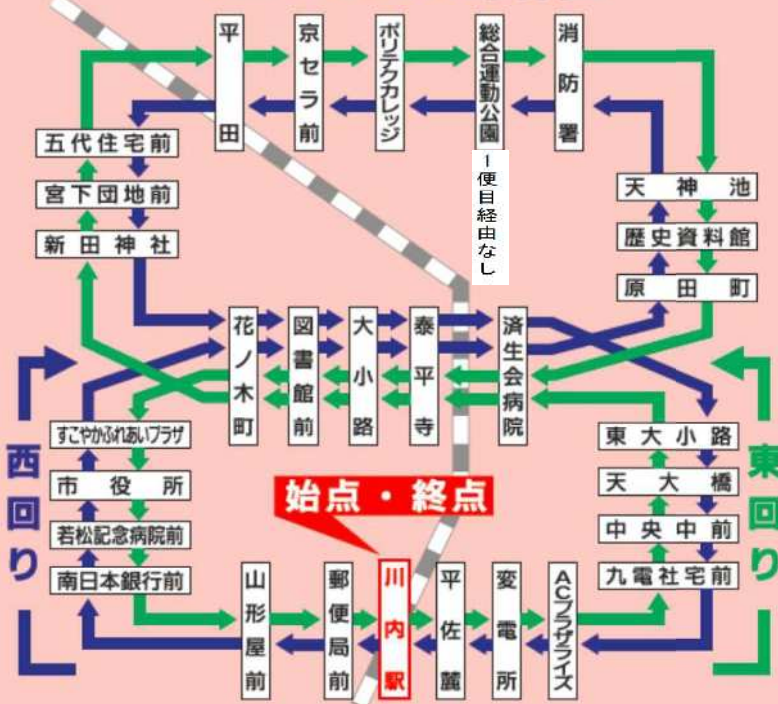 平田
京セラ前
ポリテクカレッジ
総合運動公園
1便目経由なし
消防署
五代住宅前
宮下団地前
新田神社
天神池
歴史資料館
原田町
花ノ木町
図書館前
大小路
泰平寺
済生会病院
西回り
すこやかふれあいプラザ
市役所
若松記念病院前
南日本銀行前
東大小路
天大橋
中央中前
九電社宅前
東回り
始点・終点
山形屋前
郵便局前
川内駅
平佐麓
変電所
ACプラザライズ